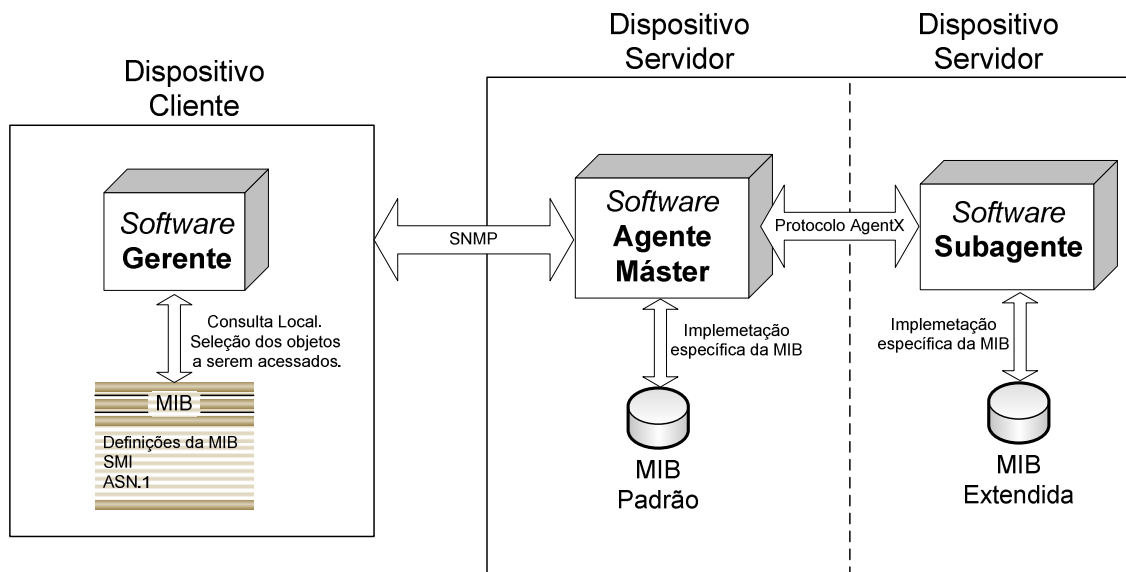 Dispositivo
Cliente
Dispositivo
Servidor
Dispositivo
Servidor
Software
Gerente
SNMP
Software
Agente
Máster
Protocolo AgentX
Software
Subagente
Consulta Local.
Seleção dos objetos
a serem acessados.
Implemetação
específica da MIB
Implemetação
específica da MIB
MIB
Definições da MIB
SMI
ASN.1
MIB
Padrão
MIB
Extendida